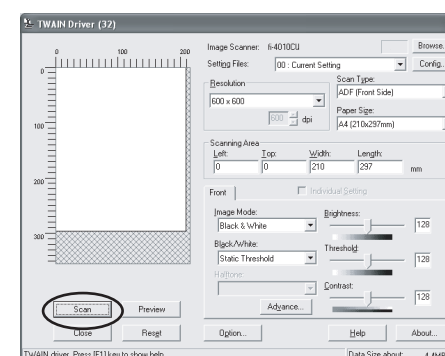 TWAIN Driver (32)
0 100 200
0
100
200
300
Image Scanner: fi-4010CU Browse.
Setting Files: 00 : Current Setting Config..
Resolution
600 x 600
600 dpi
Scan Type:
ADF (Front Side)
Paper Size:
A4 (210x297mm)
Scanning Area
Left: Top: Width: Length:
0 0 210 297 mm
Front Individual Setting
Image Mode: Brightness:
Black & White 128
Black/White: Threshold:
Static Threshold 128
Halftone: Contrast:
128
Advance...
Scan Preview
Close Reset Option... Help About...
TWAIN driver. Press [F1] key to show help. Data Size about: